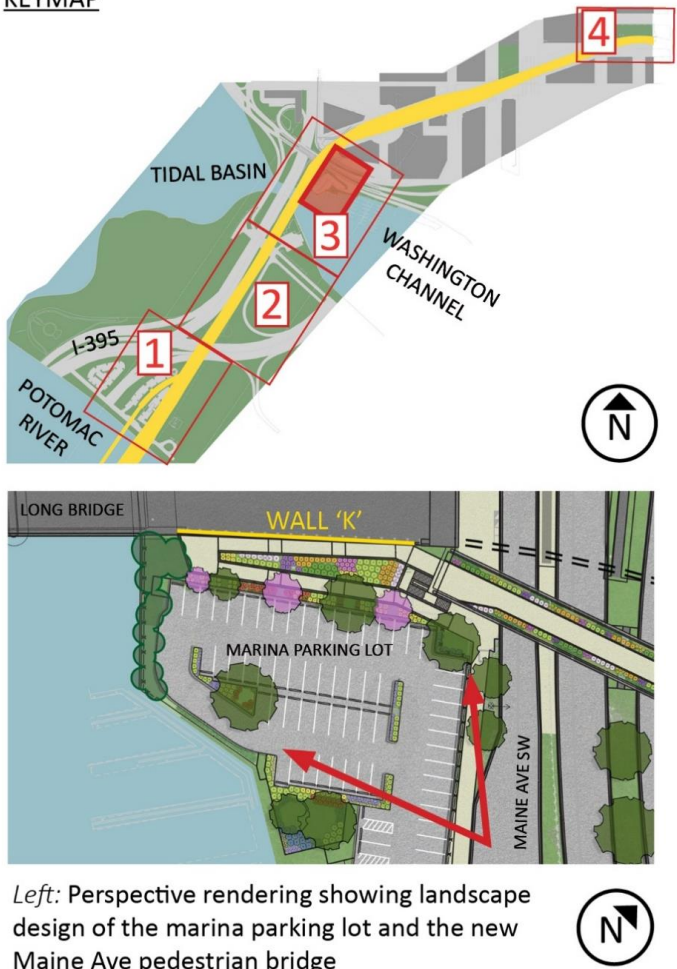 KEYMAP
4
TIDAL BASIN
3
WASHINGTON
CHANNEL
2
I-395
1
POTOMAC
RIVER
N
LONG BRIDGE
WALL ‘K’
MARINA PARKING LOT
MAINE AVE SW
Left: Perspective rendering showing landscape
design of the marina parking lot and the new
Maine Ave pedestrian bridge
N